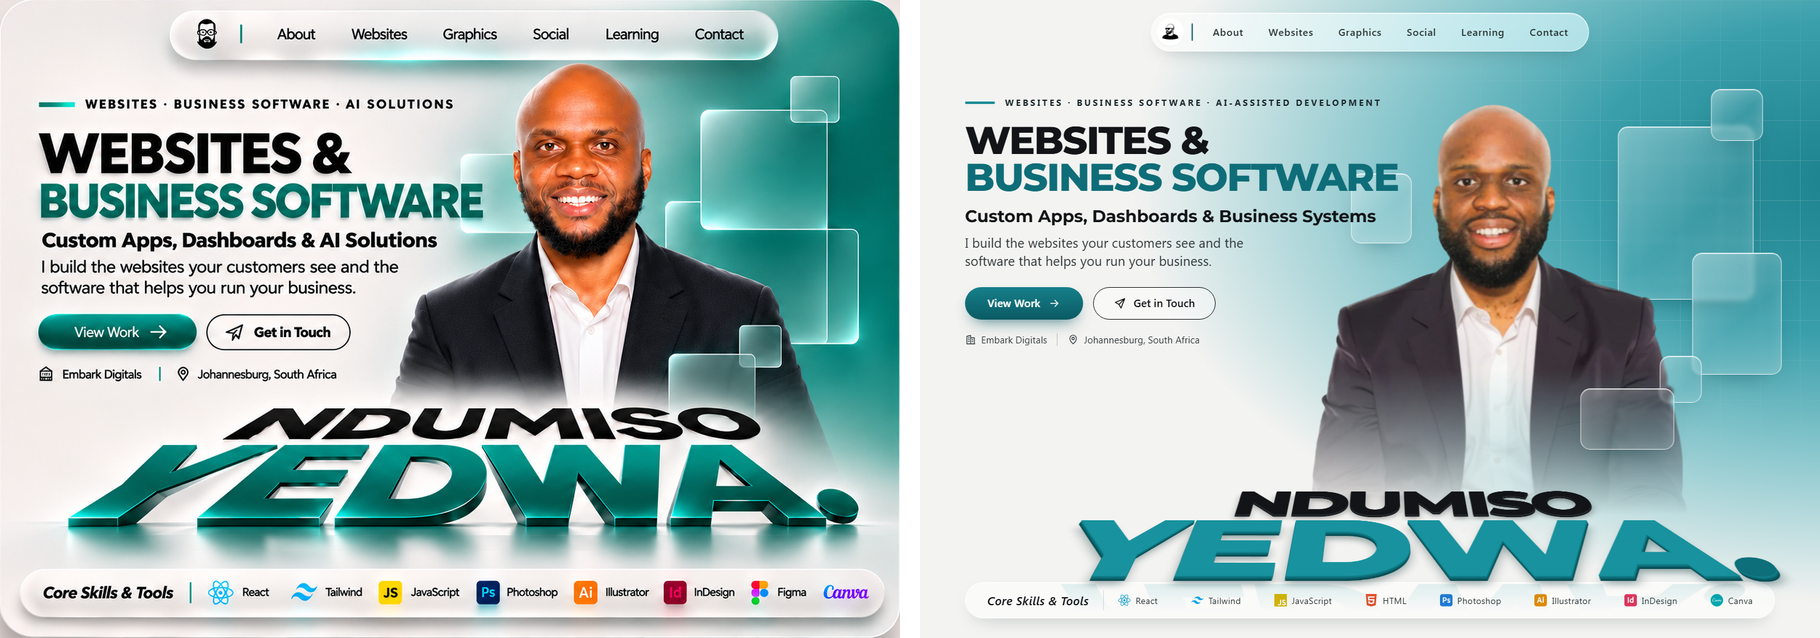 About Websites Graphics Social Learning Contact
WEBSITES · BUSINESS SOFTWARE · AI SOLUTIONS
WEBSITES &
BUSINESS SOFTWARE
Custom Apps, Dashboards & AI Solutions
I build the websites your customers see and the
software that helps you run your business.
View Work → Get in Touch
Embark Digitals | Johannesburg, South Africa
NDUMISO
YEDWA.
Core Skills & Tools | React Tailwind JS JavaScript Ps Photoshop Ai Illustrator Id InDesign Figma Canva
About Websites Graphics Social Learning Contact
WEBSITES · BUSINESS SOFTWARE · AI-ASSISTED DEVELOPMENT
WEBSITES &
BUSINESS SOFTWARE
Custom Apps, Dashboards & Business Systems
I build the websites your customers see and the
software that helps you run your business.
View Work → Get in Touch
Embark Digitals | Johannesburg, South Africa
NDUMISO
YEDWA.
Core Skills & Tools | React Tailwind JS JavaScript HTML Ps Photoshop Ai Illustrator Id InDesign Canva